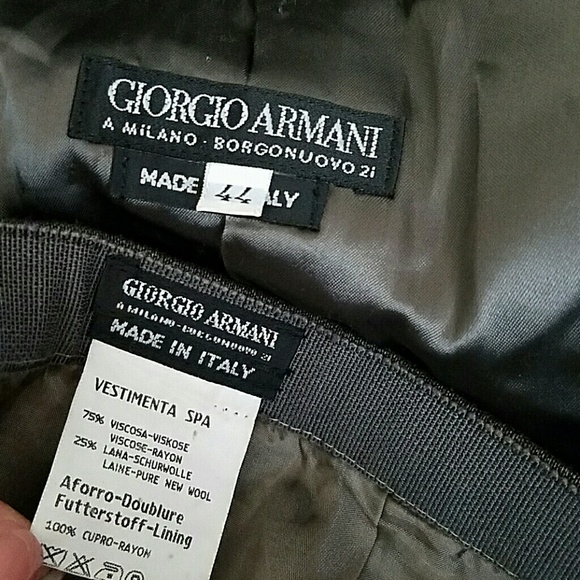 GIORGIO ARMANI
A MILANO · BORGONUOVO 21
MADE 44 ALY
GIORGIO ARMANI
A MILANO-BORGONUOVO 21
MADE IN ITALY
VESTIMENTA SPA
75% VISCOSA-VISKOSE
VISCOSE-RAYON
25% LANA-SCHURWOLLE
LAINE-PURE NEW WOOL
Aforro-Doublure
Futterstoff-Lining
100% CUPRO-RAYON